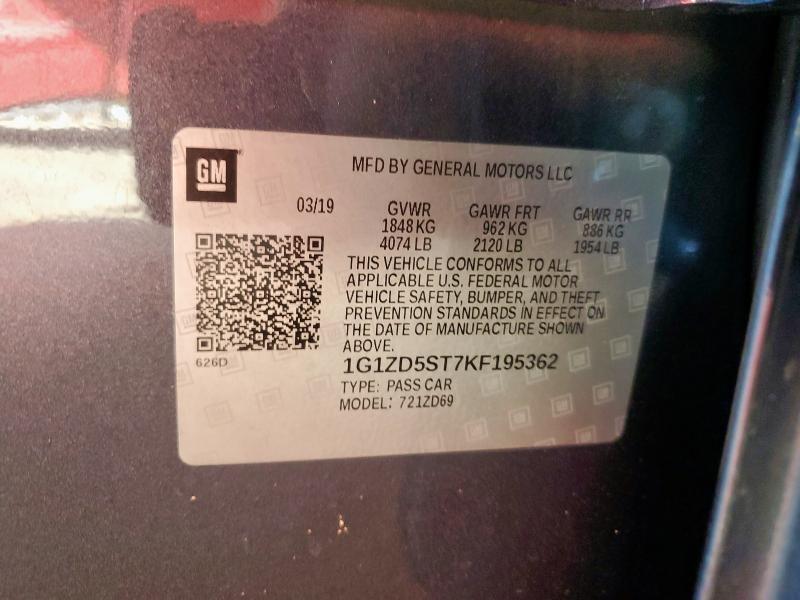 GM
MFD BY GENERAL MOTORS LLC
03/19 GVWR GAWR FRT GAWR RR
1848 KG 962 KG 886 KG
4074 LB 2120 LB 1954 LB
THIS VEHICLE CONFORMS TO ALL
APPLICABLE U.S. FEDERAL MOTOR
VEHICLE SAFETY, BUMPER, AND THEFT
PREVENTION STANDARDS IN EFFECT ON
THE DATE OF MANUFACTURE SHOWN
ABOVE.
626D
1G1ZD5ST7KF195362
TYPE: PASS CAR
MODEL: 721ZD69